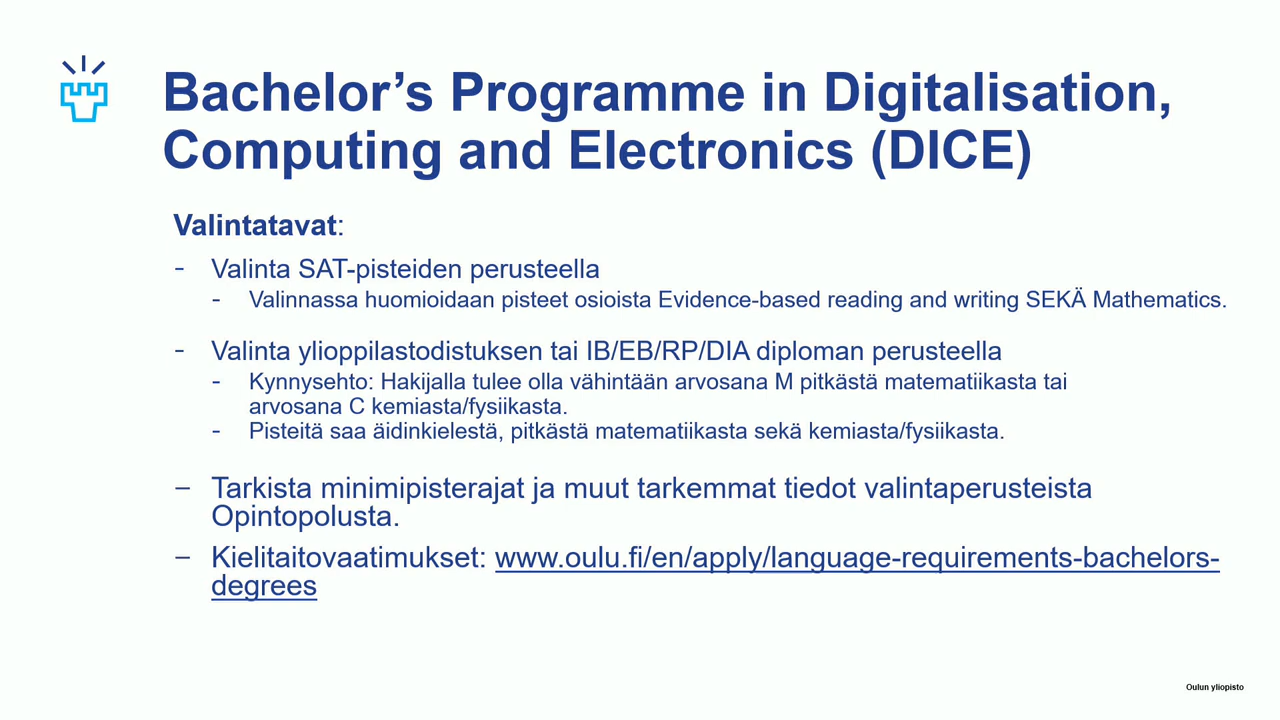 Bachelor’s Programme in Digitalisation,
Computing and Electronics (DICE)
Valintatavat:
- Valinta SAT-pisteiden perusteella
- Valinnassa huomioidaan pisteet osioista Evidence-based reading and writing SEKÄ Mathematics.
- Valinta ylioppilastodistuksen tai IB/EB/RP/DIA diploman perusteella
- Kynnysehto: Hakijalla tulee olla vähintään arvosana M pitkästä matematiikasta tai
arvosana C kemiasta/fysiikasta.
- Pisteitä saa äidinkielestä, pitkästä matematiikasta sekä kemiasta/fysiikasta.
– Tarkista minimipisterajat ja muut tarkemmat tiedot valintaperusteista
Opintopolusta.
– Kielitaitovaatimukset: www.oulu.fi/en/apply/language-requirements-bachelors-
degrees
Oulun yliopisto